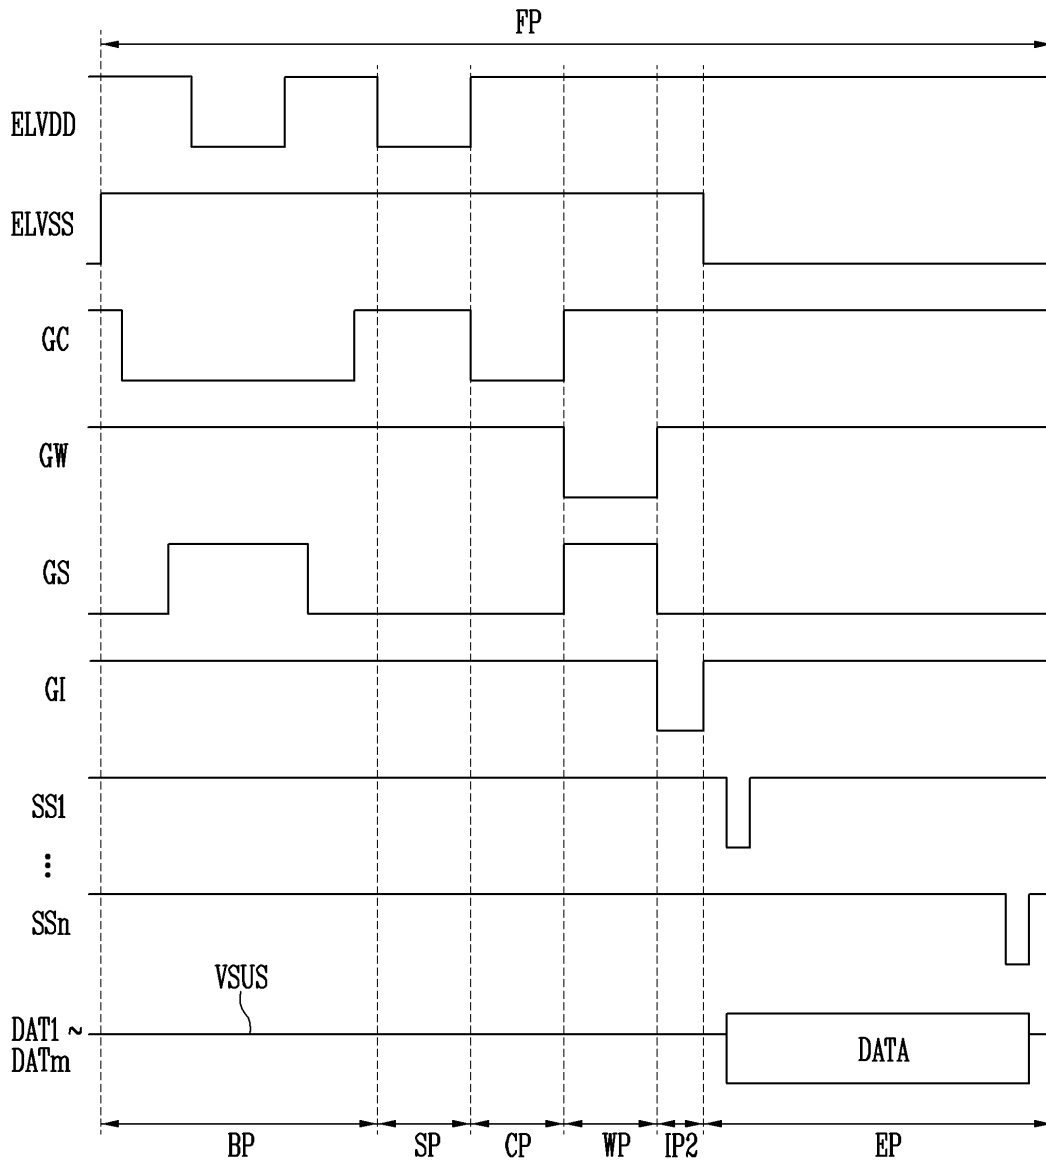 FP
ELVDD
ELVSS
GC
GW
GS
GI
SS1
⋮
SSn
VSUS
DAT1 ~
DATm
DATA
BP SP CP WP IP2 EP